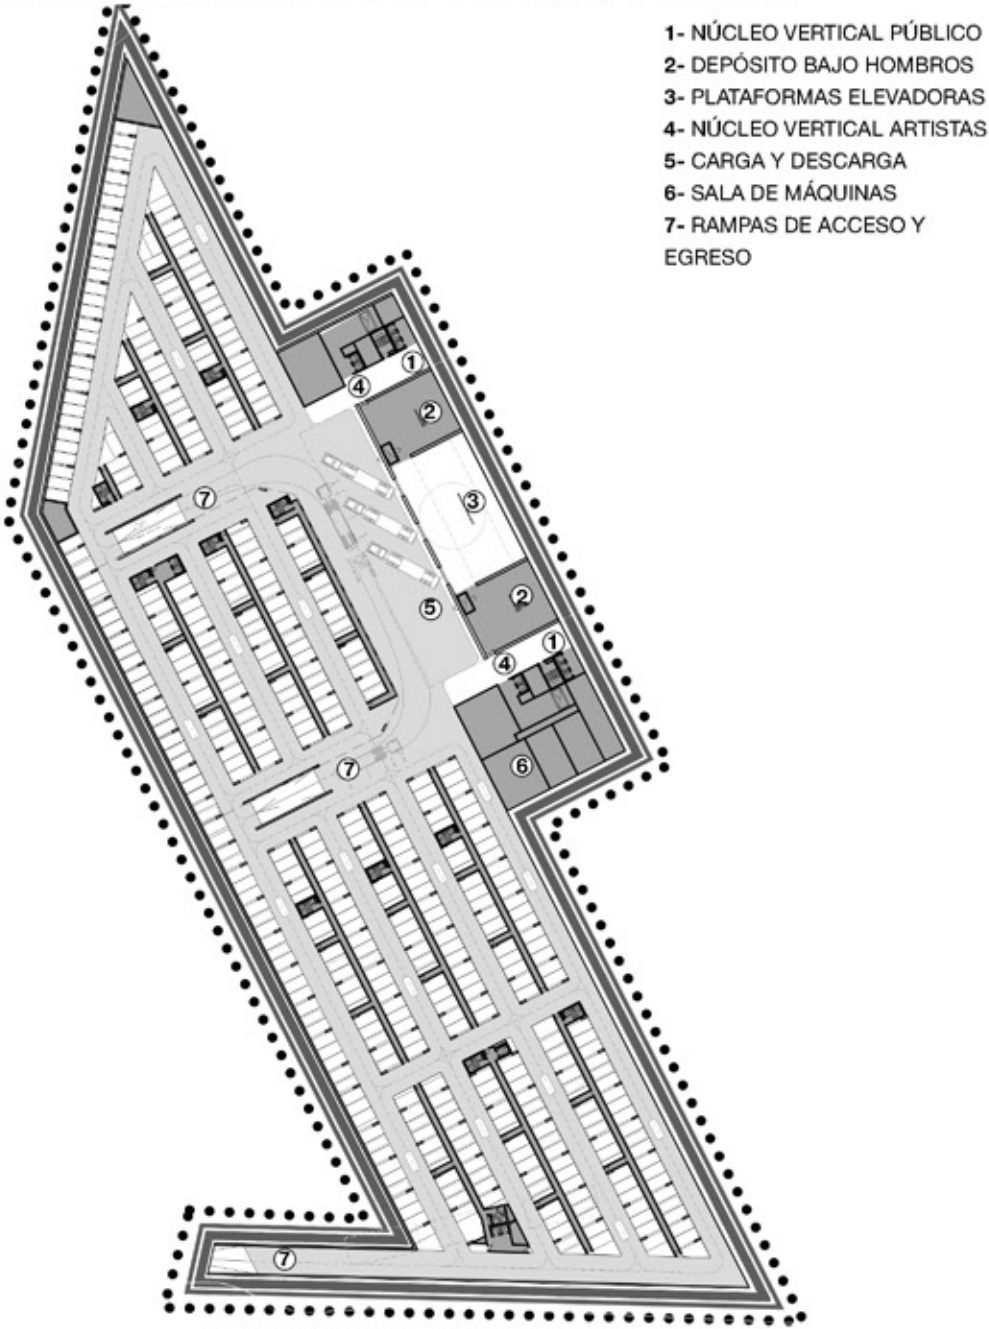 1- NÚCLEO VERTICAL PÚBLICO
2- DEPÓSITO BAJO HOMBROS
3- PLATAFORMAS ELEVADORAS
4- NÚCLEO VERTICAL ARTISTAS
5- CARGA Y DESCARGA
6- SALA DE MÁQUINAS
7- RAMPAS DE ACCESO Y
EGRESO
1
4
2
7
3
2
5
1
4
6
7
7